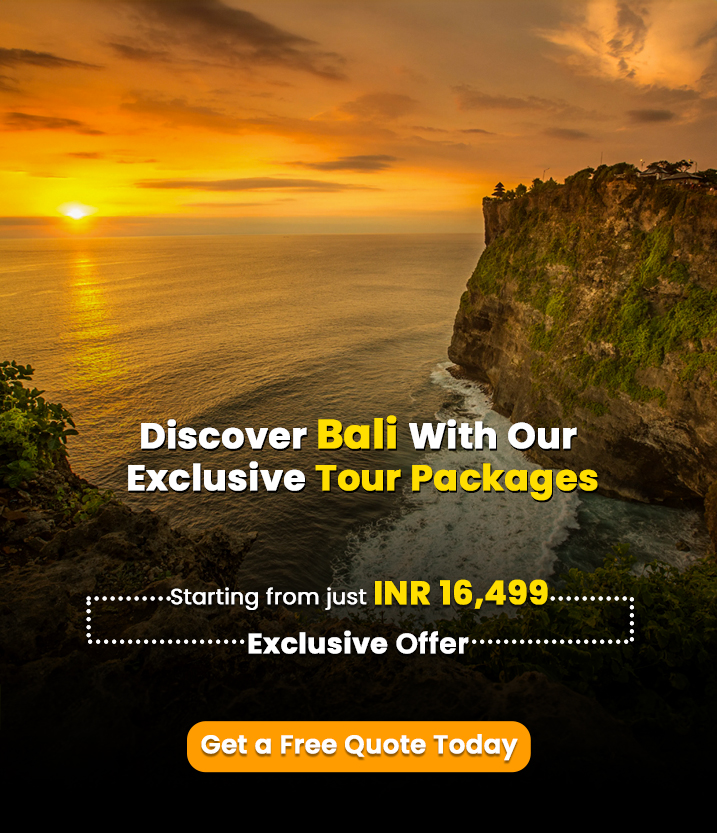 Discover Bali With Our
Exclusive Tour Packages
Starting from just INR 16,499
Exclusive Offer
Get a Free Quote Today